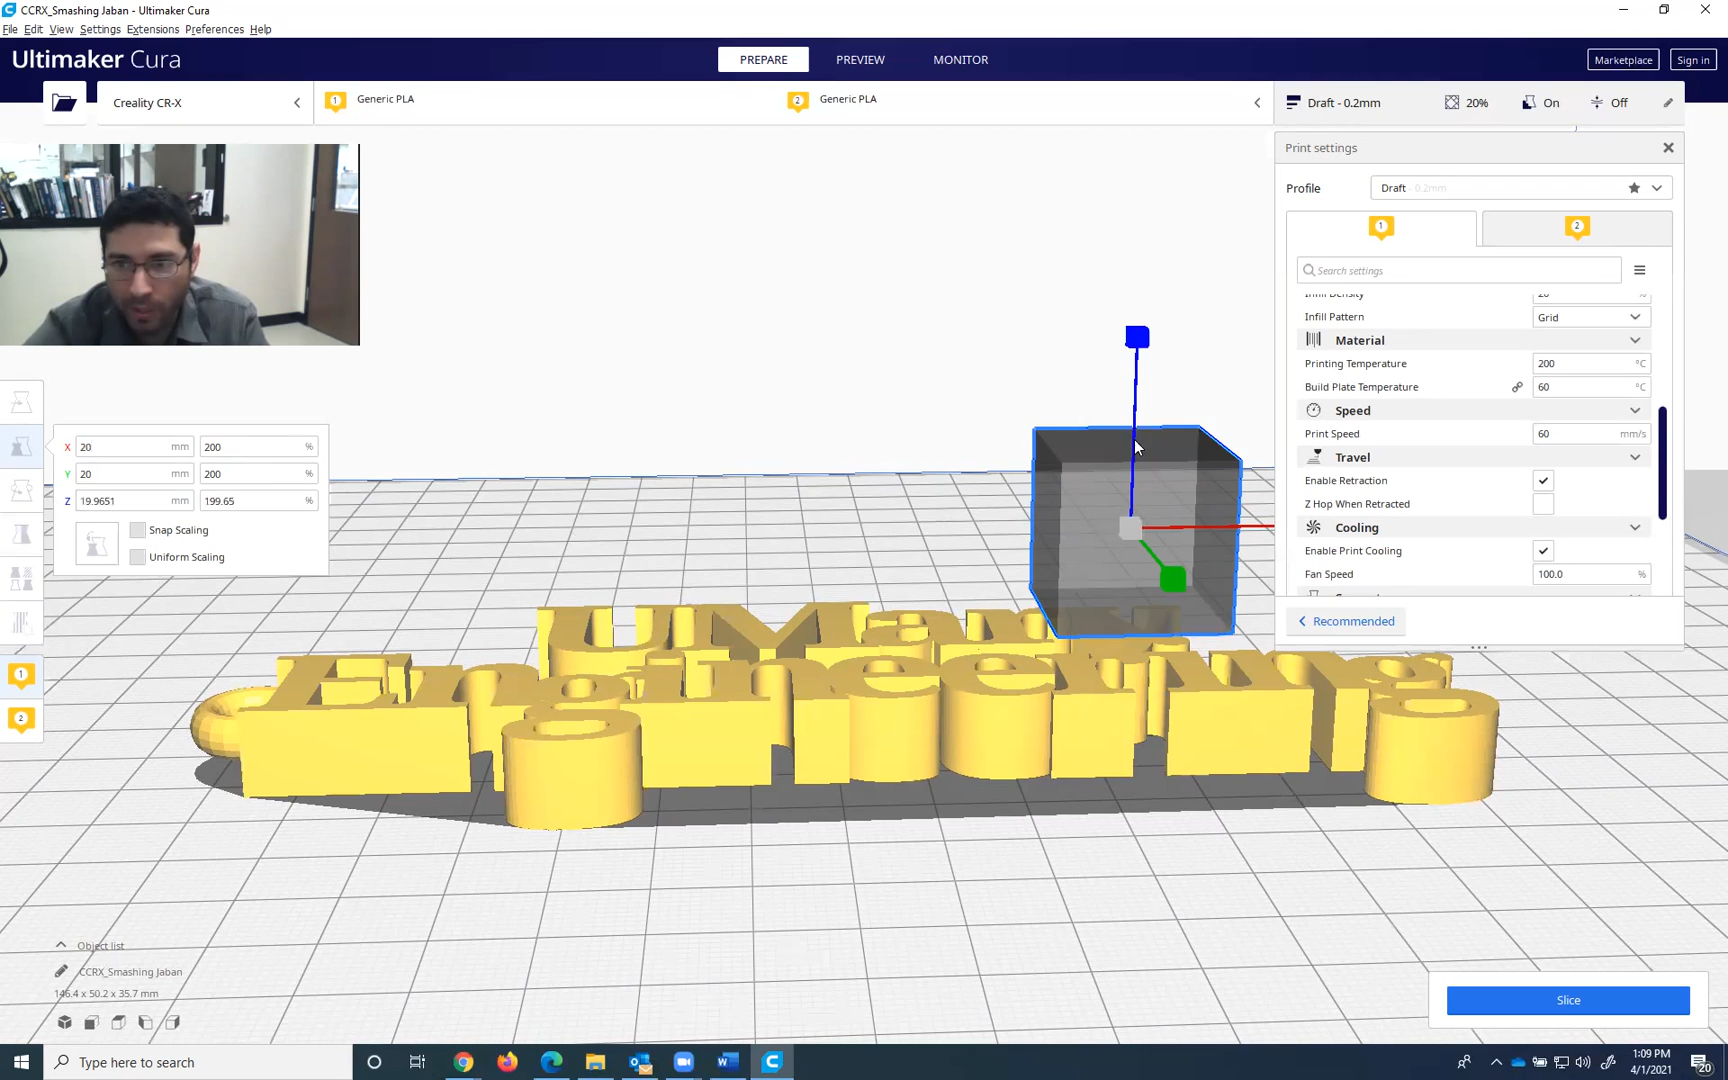 CCRX_Smashing Jaban - Ultimaker Cura
File Edit View Settings Extensions Preferences Help
Ultimaker Cura
PREPARE
PREVIEW
MONITOR
Marketplace
Sign in
Creality CR-X
1
Generic PLA
2
Generic PLA
Draft - 0.2mm
20%
On
Off
Print settings
Profile
Draft - 0.2mm
1
2
Search settings
Infill Density 20 %
Infill Pattern Grid
Material
Printing Temperature 200 °C
Build Plate Temperature 60 °C
Speed
Print Speed 60 mm/s
Travel
Enable Retraction
Z Hop When Retracted
Cooling
Enable Print Cooling
Fan Speed 100.0 %
Recommended
X 20 mm 200 %
Y 20 mm 200 %
Z 19.9651 mm 199.65 %
Snap Scaling
Uniform Scaling
1
2
Engineering
Object list
CCRX_Smashing Jaban
146.4 x 50.2 x 35.7 mm
Slice
Type here to search
1:09 PM
4/1/2021
20